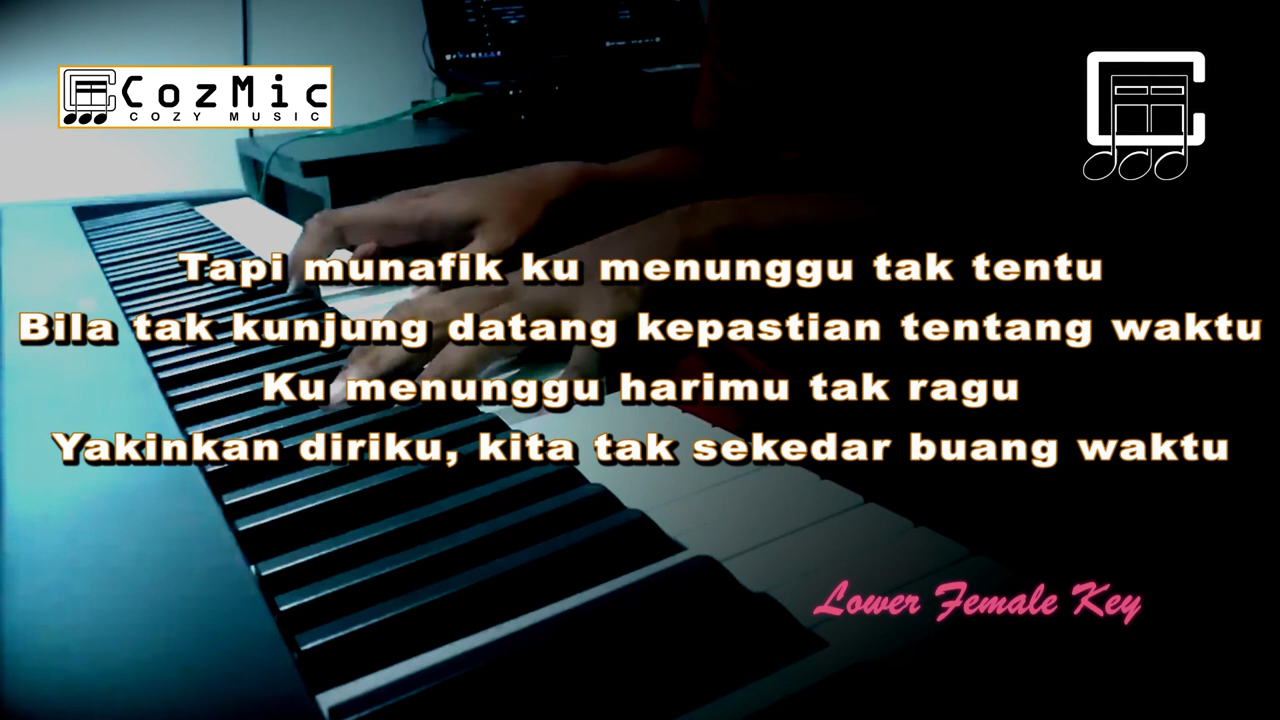 CozMic
COZY MUSIC
Tapi munafik ku menunggu tak tentu
Bila tak kunjung datang kepastian tentang waktu
Ku menunggu harimu tak ragu
Yakinkan diriku, kita tak sekedar buang waktu
Lower Female Key